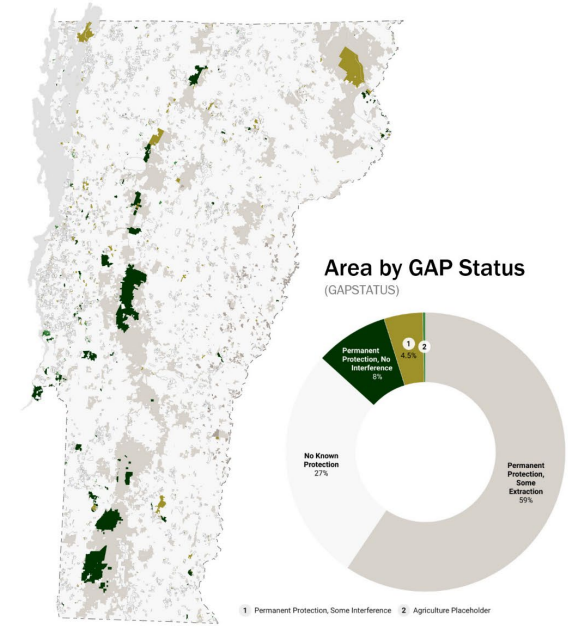 Area by GAP Status
(GAPSTATUS)
1
2
4.5%
Permanent
Protection, No
Interference
8%
No Known
Protection
27%
Permanent
Protection,
Some
Extraction
59%
1 Permanent Protection, Some Interference 2 Agriculture Placeholder